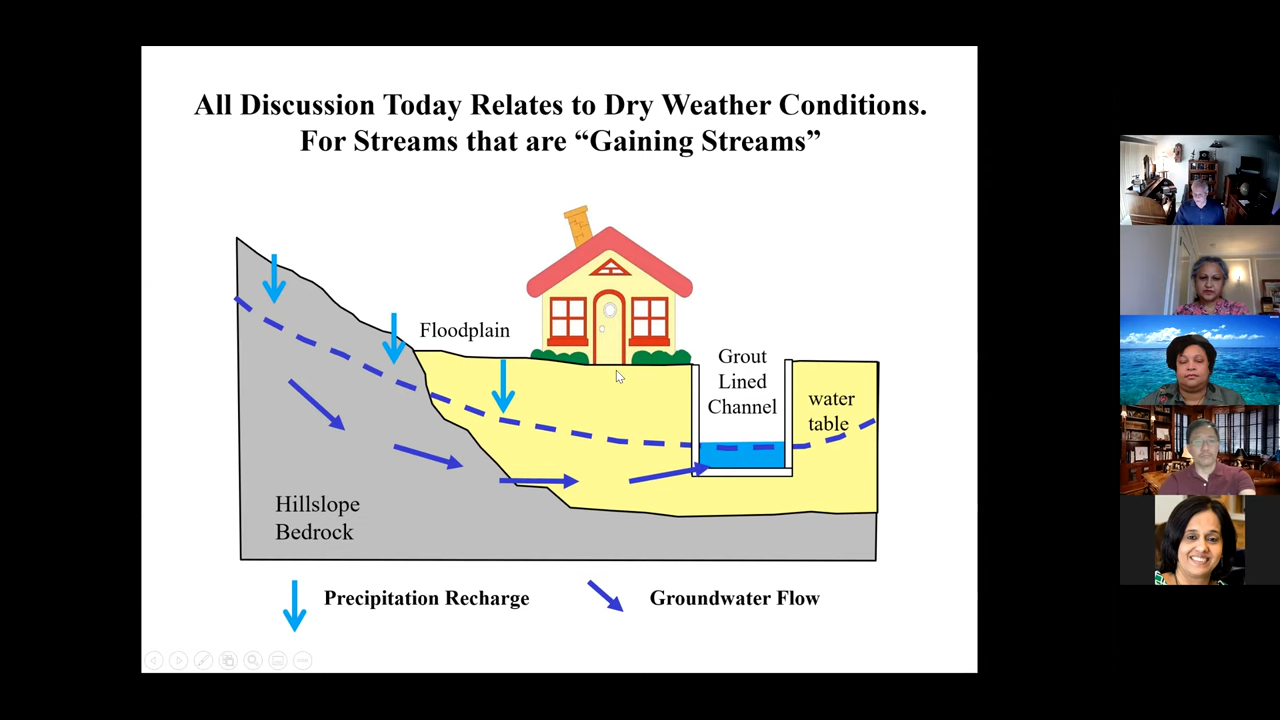 All Discussion Today Relates to Dry Weather Conditions.
For Streams that are “Gaining Streams”
Floodplain
Grout
Lined
Channel
water
table
Hillslope
Bedrock
Precipitation Recharge
Groundwater Flow